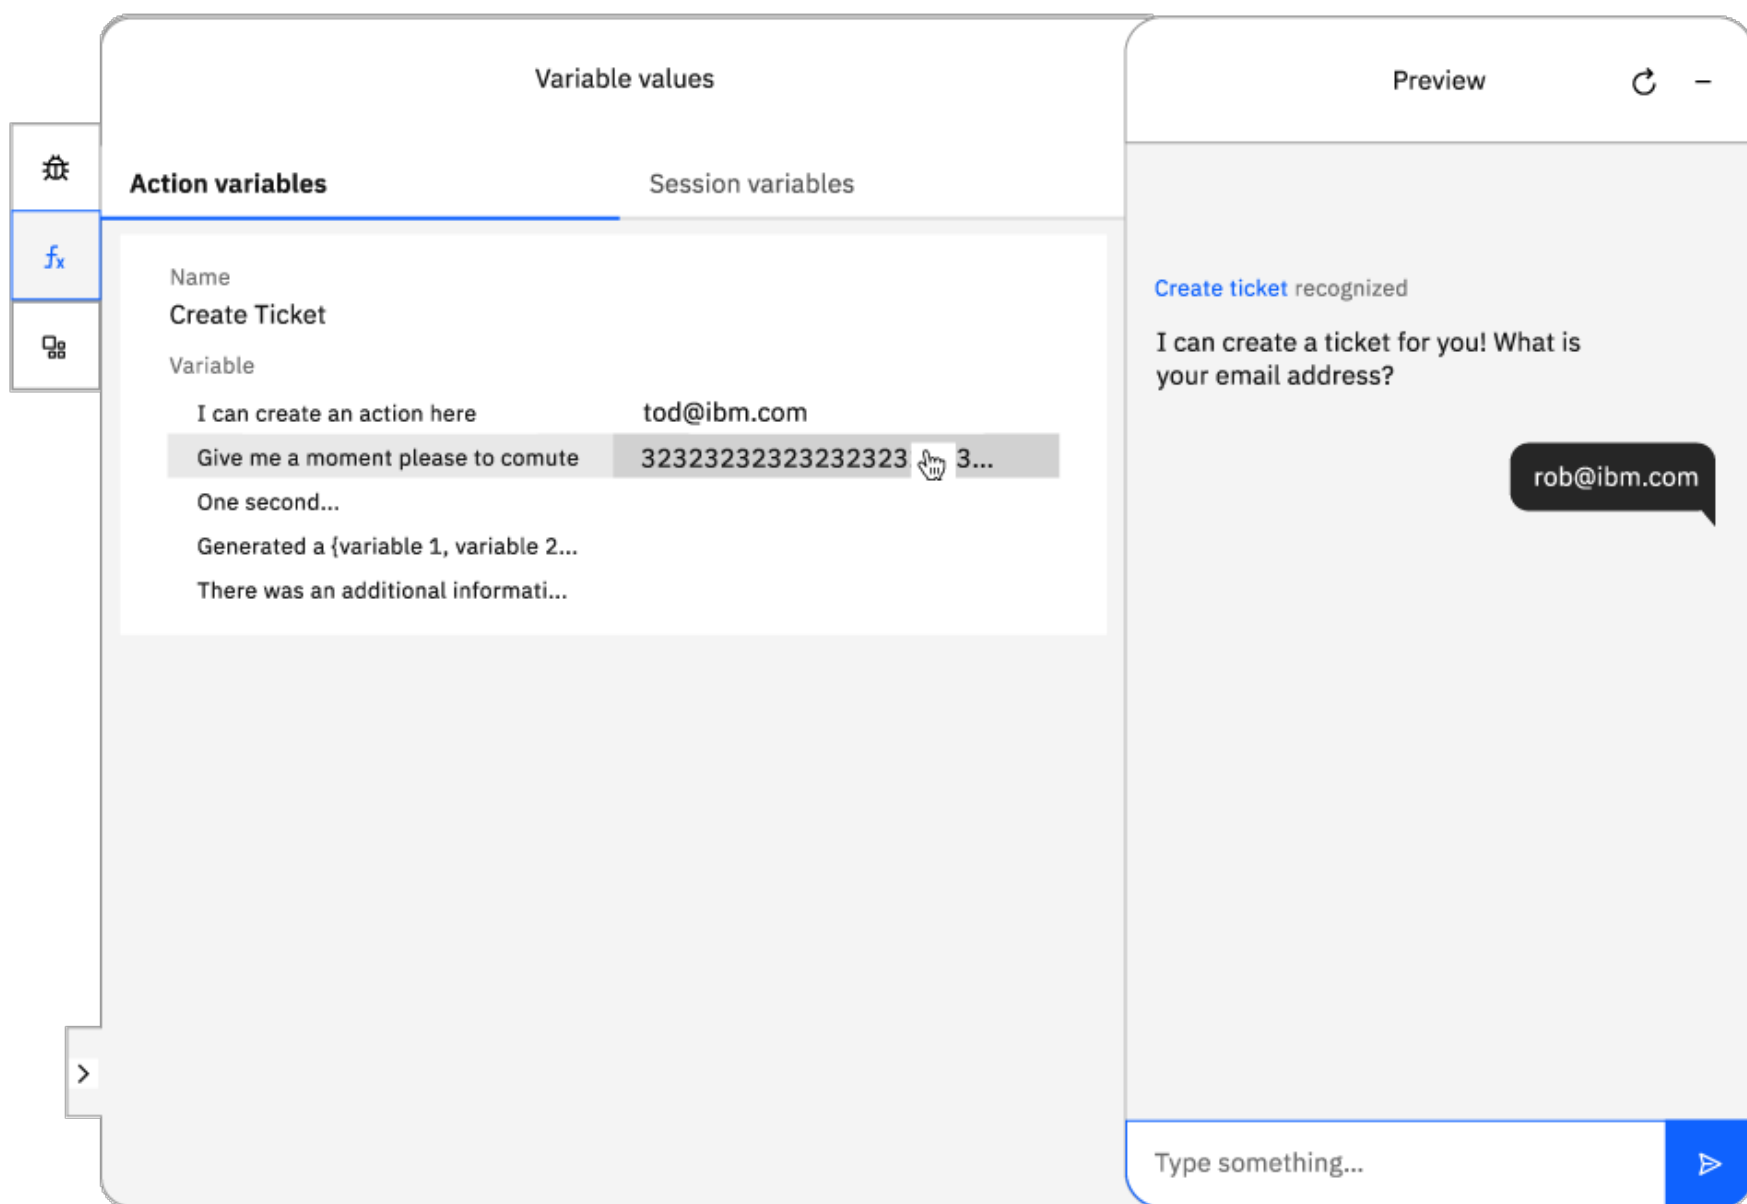 Variable values
Action variables
Session variables
Name
Create Ticket
Variable
I can create an action here tod@ibm.com
Give me a moment please to comute 32323232323232323 3...
One second...
Generated a {variable 1, variable 2...
There was an additional informati...
Preview
Create ticket recognized
I can create a ticket for you! What is
your email address?
rob@ibm.com
Type something...